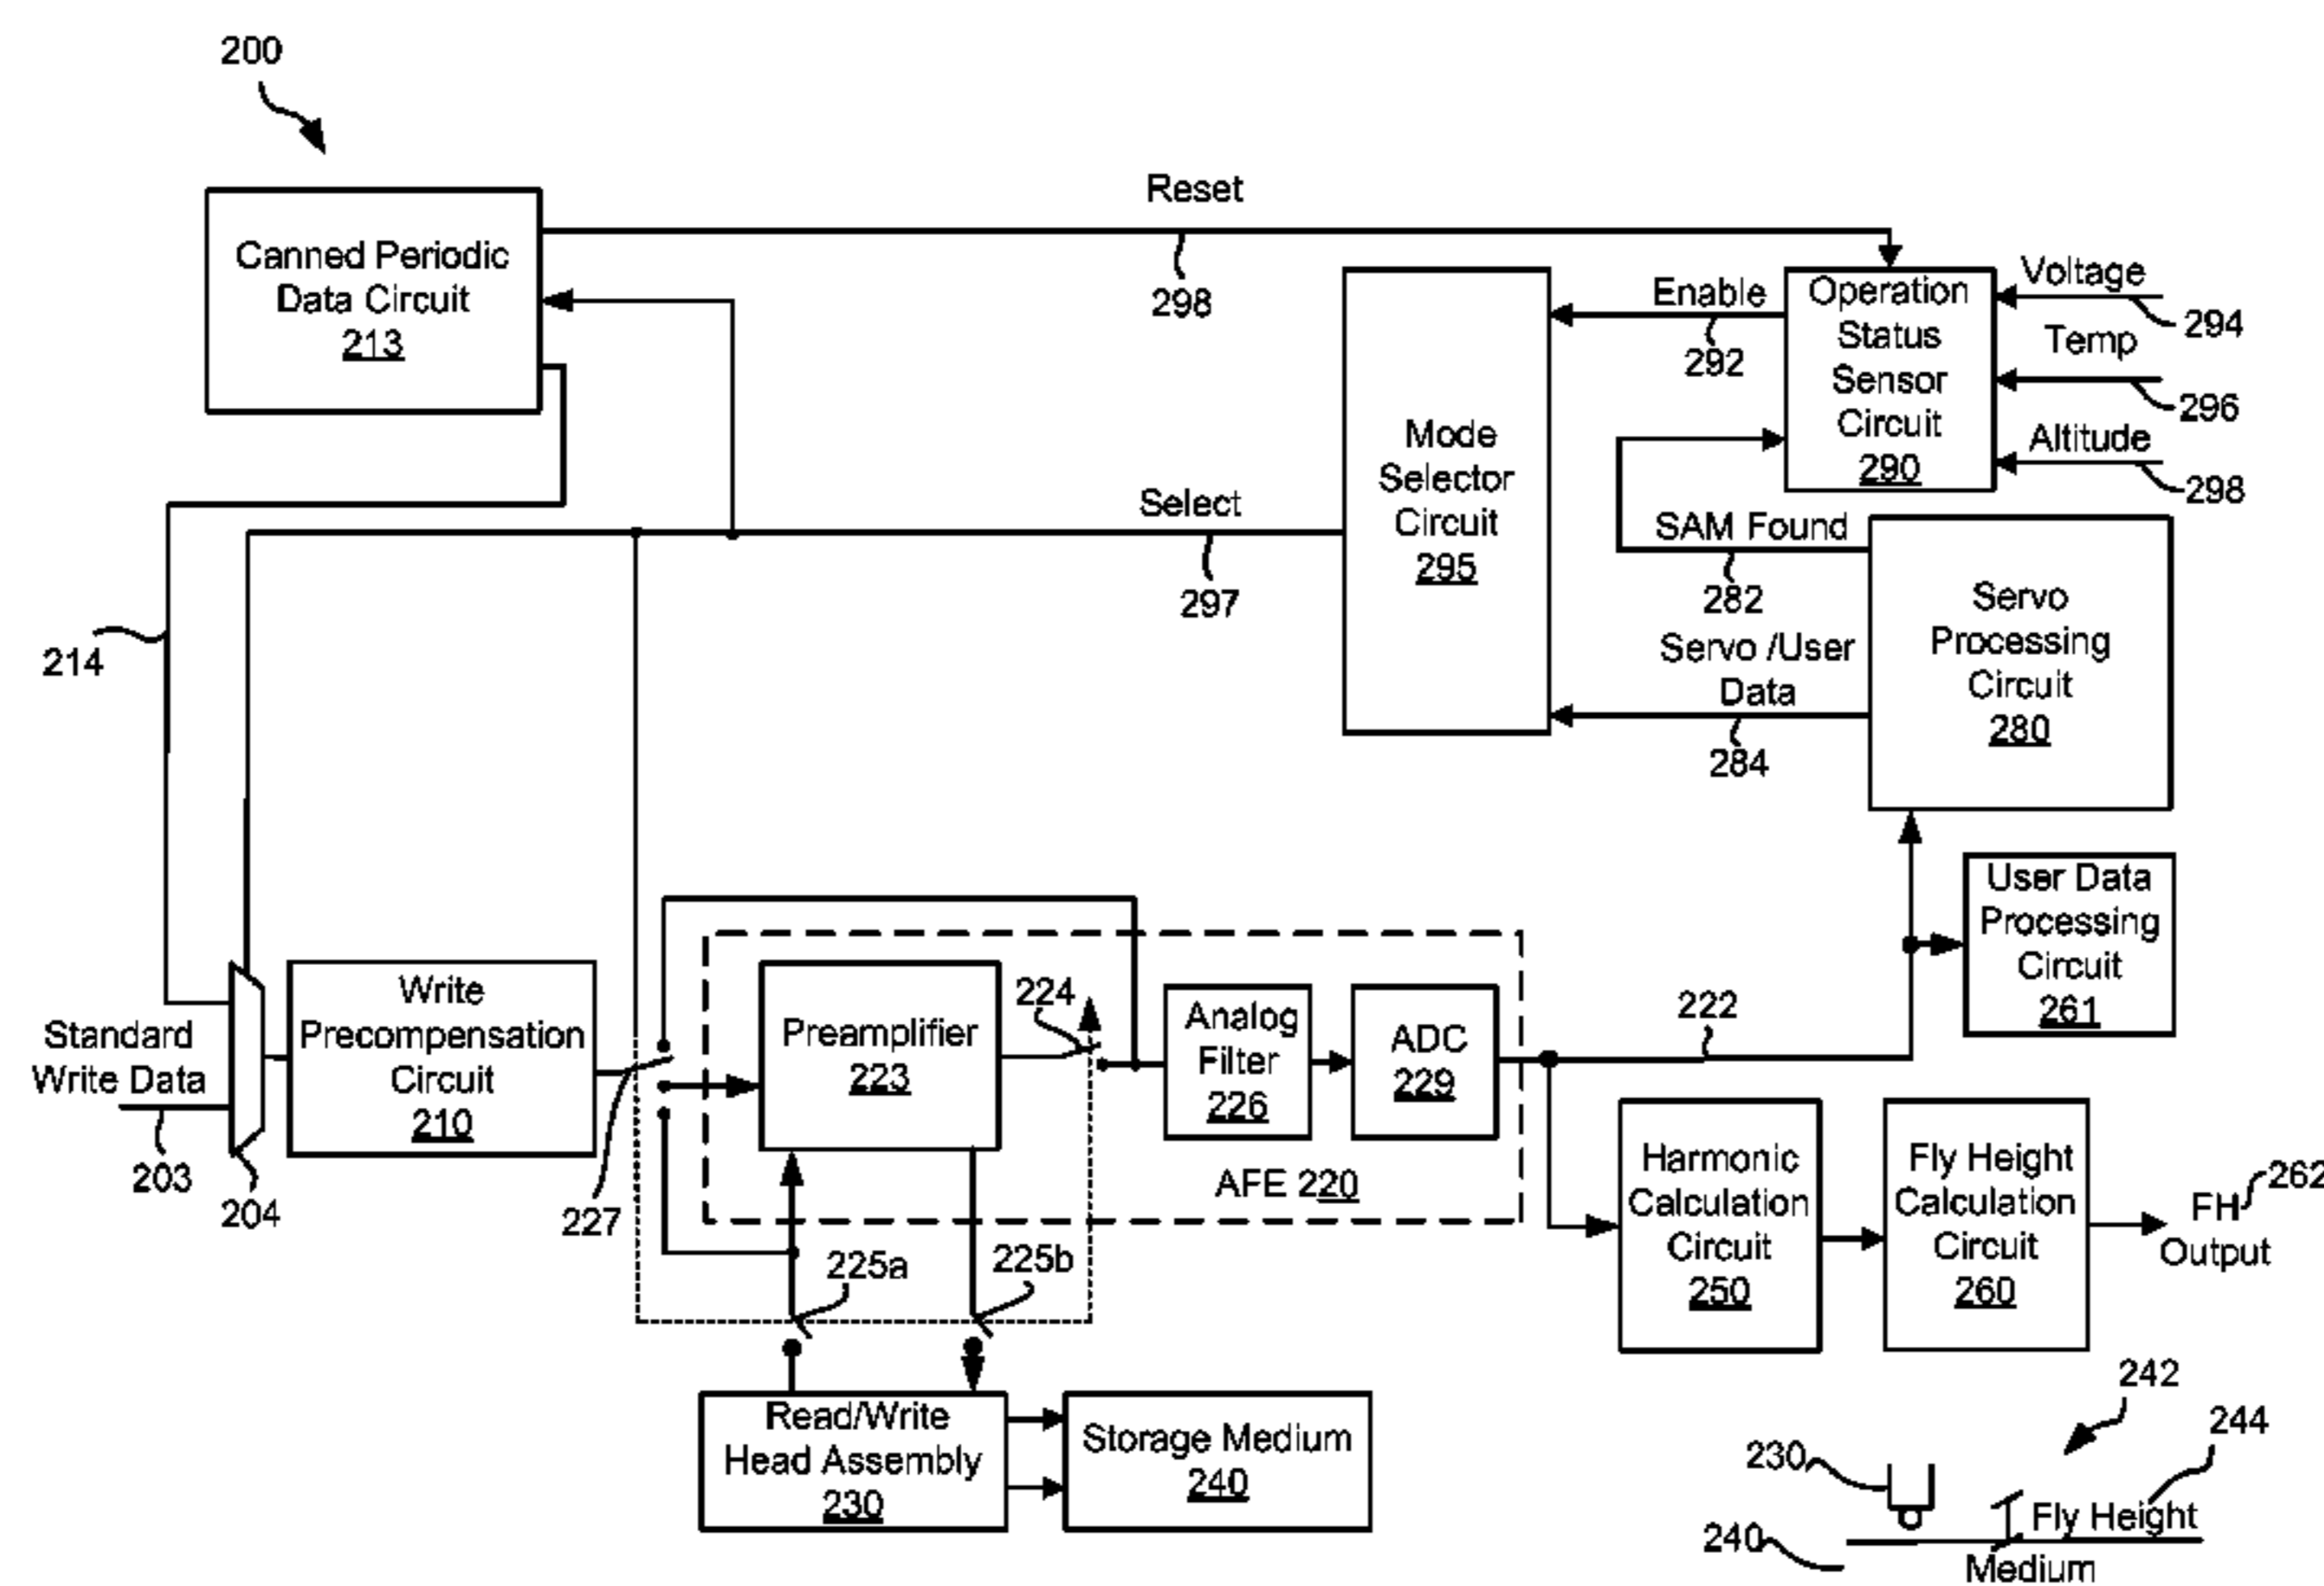 200
Reset
298
Canned Periodic
Data Circuit
213
Enable
292
Operation
Status
Sensor
Circuit
290
Voltage
294
Temp
296
Altitude
298
Mode
Selector
Circuit
295
Select
297
SAM Found
282
Servo /User
Data
284
Servo
Processing
Circuit
280
214
User Data
Processing
Circuit
261
Standard
Write Data
203
204
Write
Precompensation
Circuit
210
227
Preamplifier
223
224
Analog
Filter
226
ADC
229
AFE 220
222
225a
225b
Harmonic
Calculation
Circuit
250
Fly Height
Calculation
Circuit
260
FH
Output
262
Read/Write
Head Assembly
230
Storage Medium
240
242
244
230
Fly Height
240
Medium